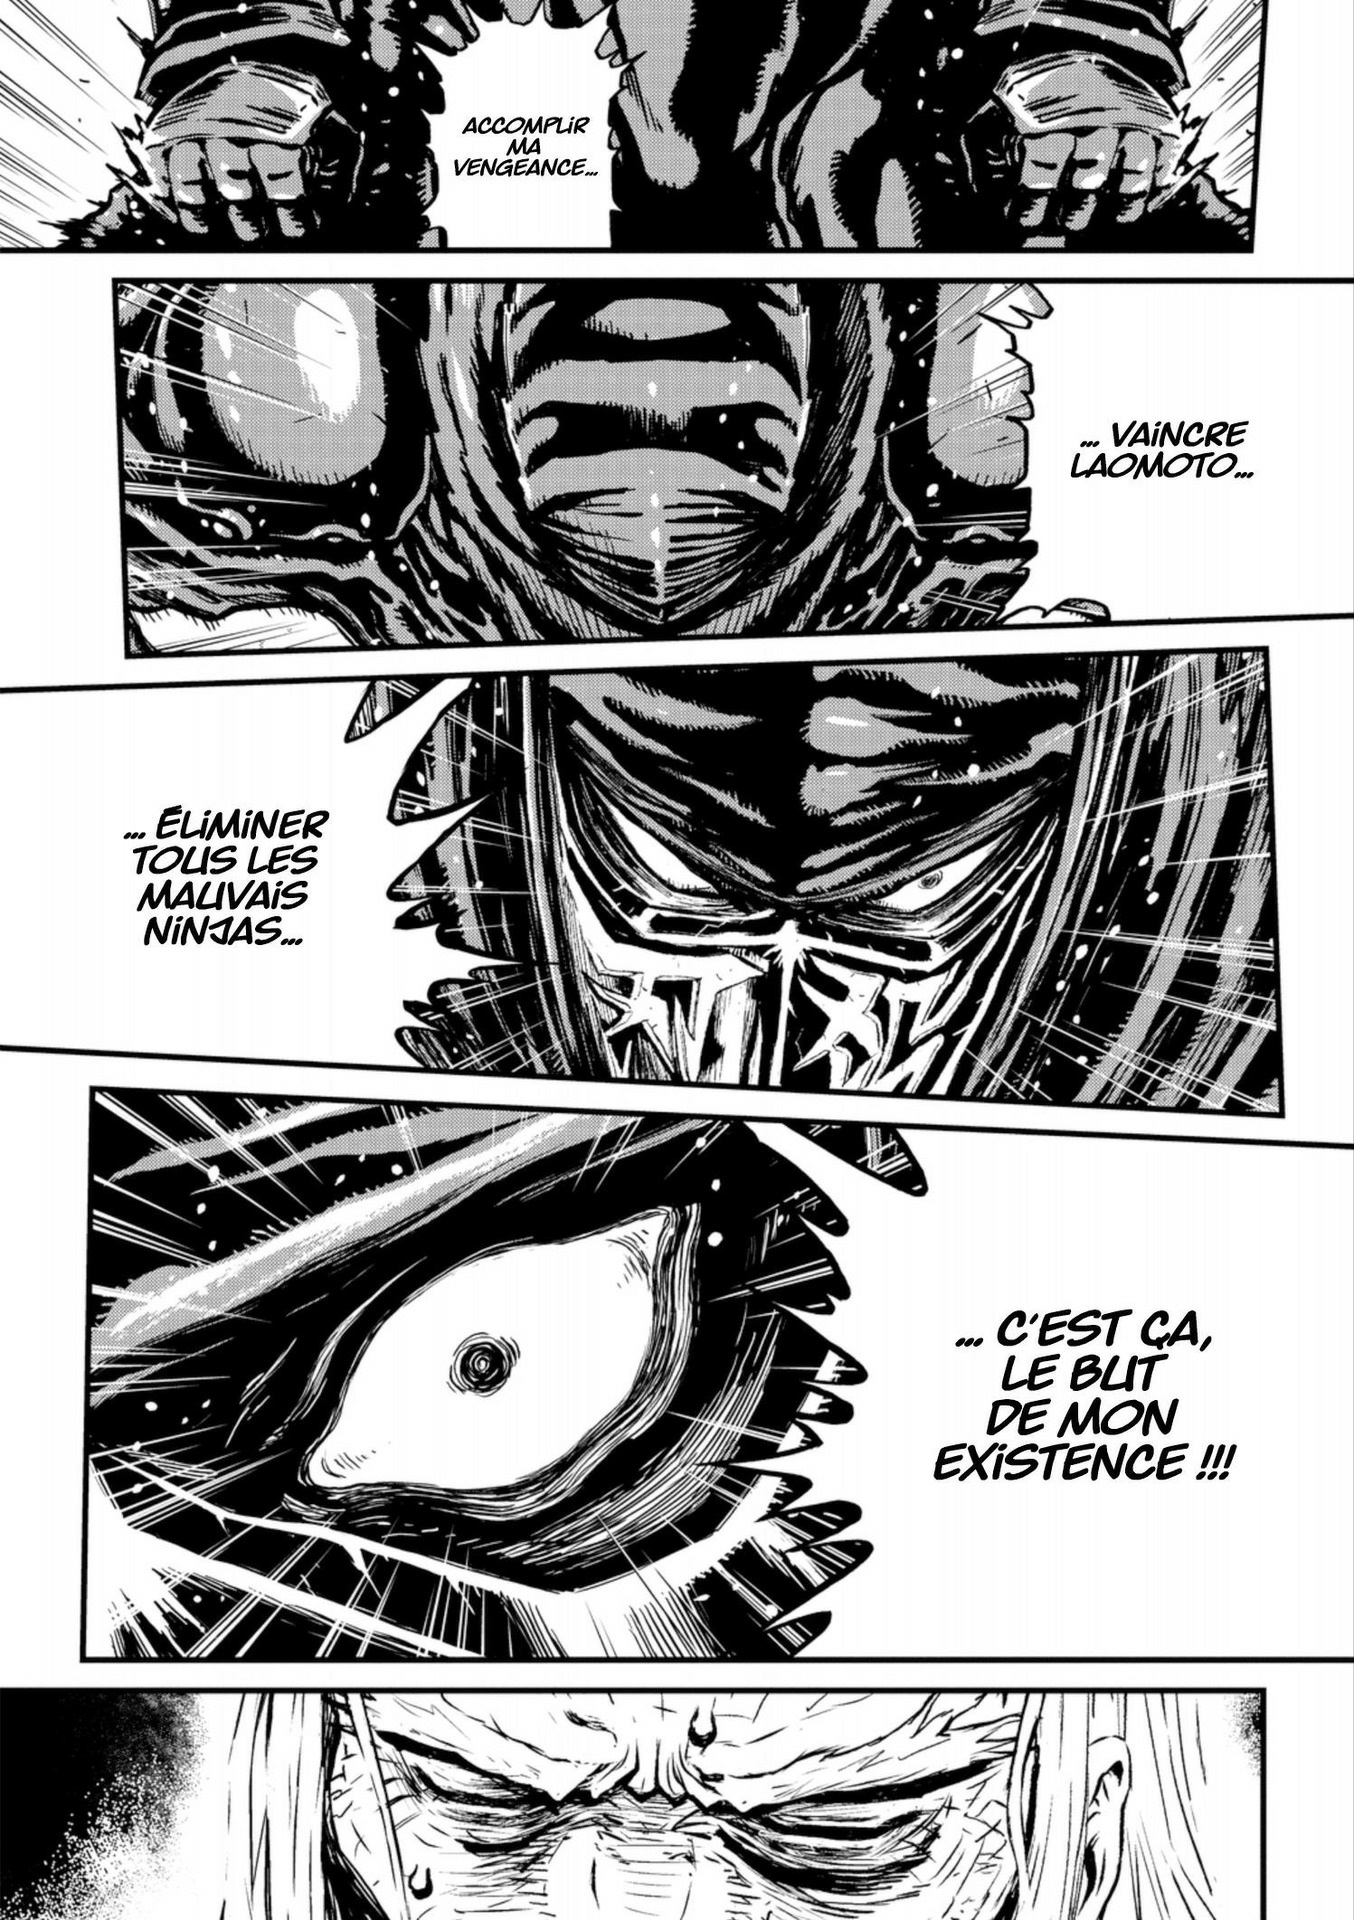 ACCOMPLIR
MA
VENGEANCE...
... VAINCRE
LAOMOTO...
... ÉLIMINER
TOUS LES
MAUVAIS
NINJAS...
... C'EST ÇA,
LE BUT
DE MON
EXISTENCE !!!